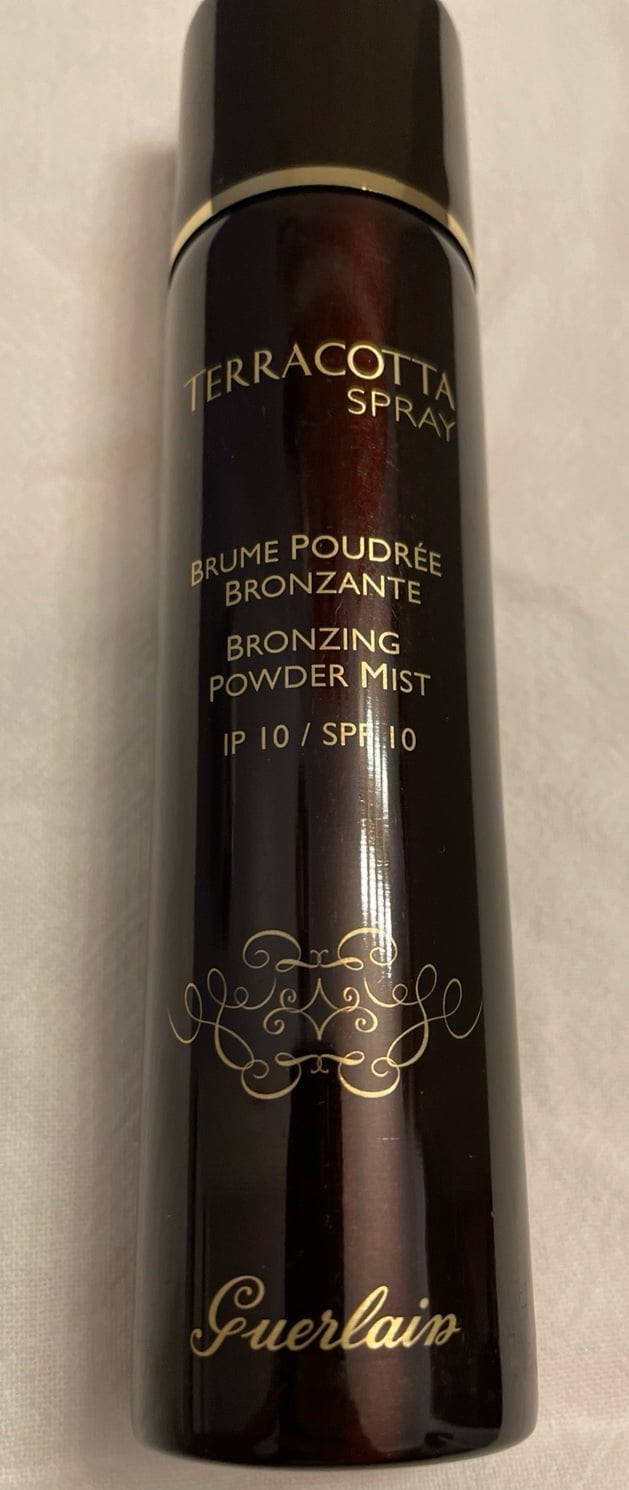 TERRACOTTA
SPRAY
BRUME POUDRÉE
BRONZANTE
BRONZING
POWDER MIST
IP 10 / SPF 10
Guerlain